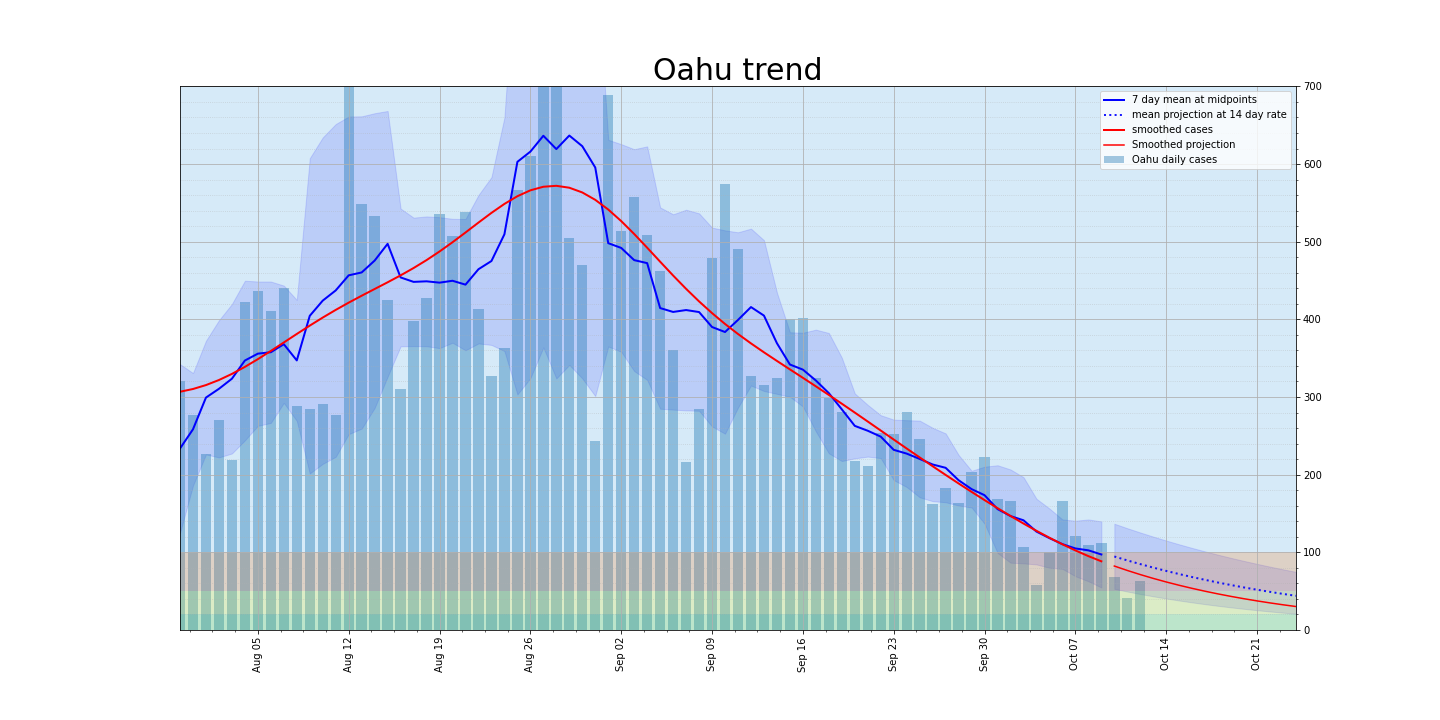 Oahu trend
7 day mean at midpoints
mean projection at 14 day rate
smoothed cases
Smoothed projection
Oahu daily cases
700
600
500
400
300
200
100
0
Aug 05
Aug 12
Aug 19
Aug 26
Sep 02
Sep 09
Sep 16
Sep 23
Sep 30
Oct 07
Oct 14
Oct 21